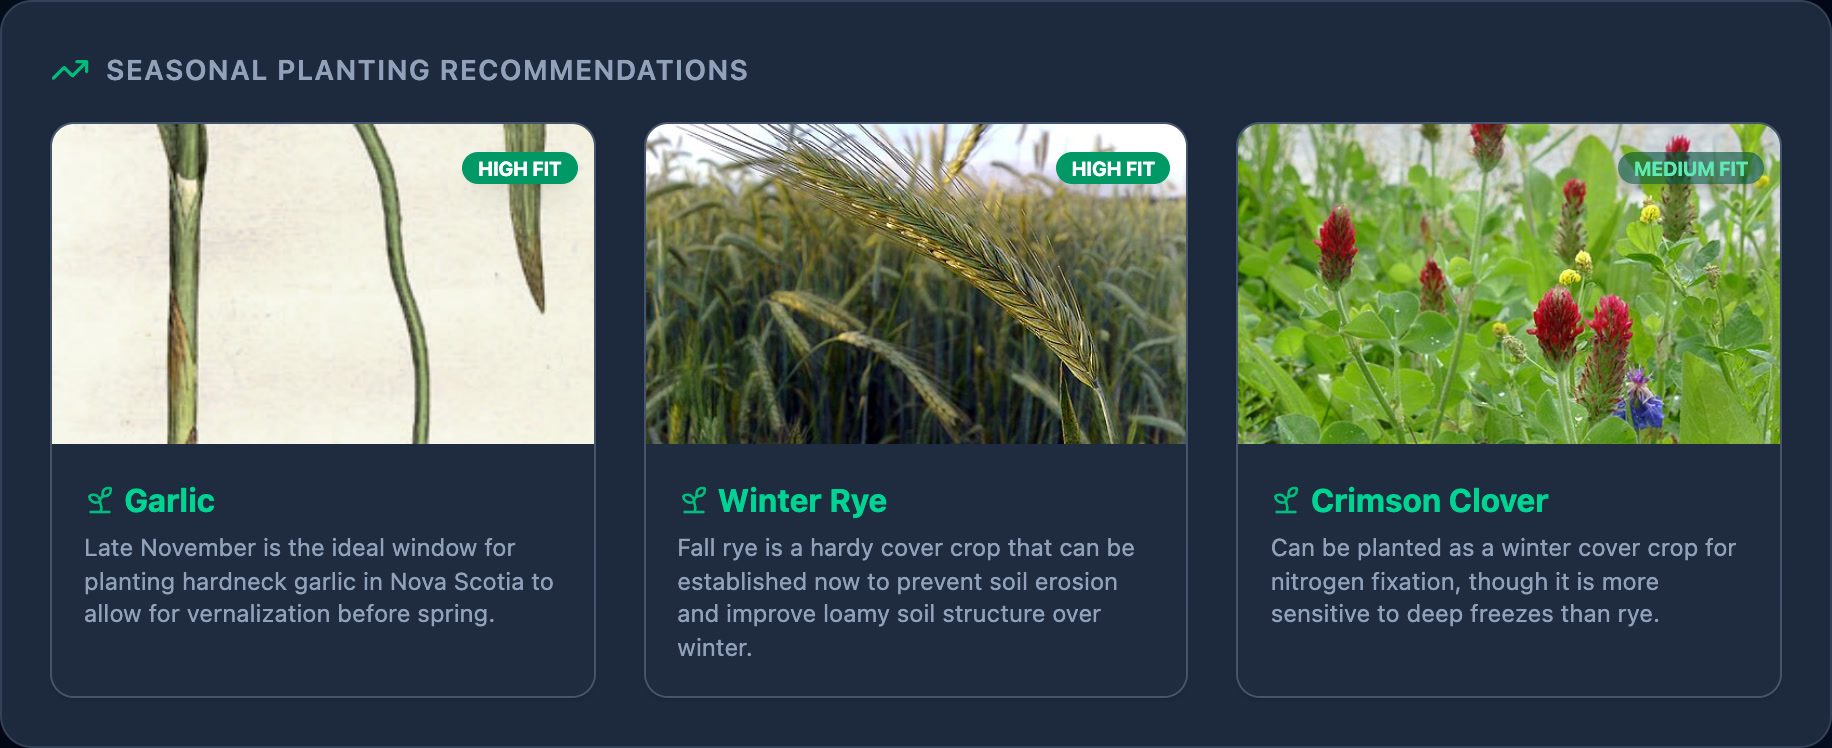 SEASONAL PLANTING RECOMMENDATIONS
HIGH FIT
Garlic
Late November is the ideal window for
planting hardneck garlic in Nova Scotia to
allow for vernalization before spring.
HIGH FIT
Winter Rye
Fall rye is a hardy cover crop that can be
established now to prevent soil erosion
and improve loamy soil structure over
winter.
MEDIUM FIT
Crimson Clover
Can be planted as a winter cover crop for
nitrogen fixation, though it is more
sensitive to deep freezes than rye.